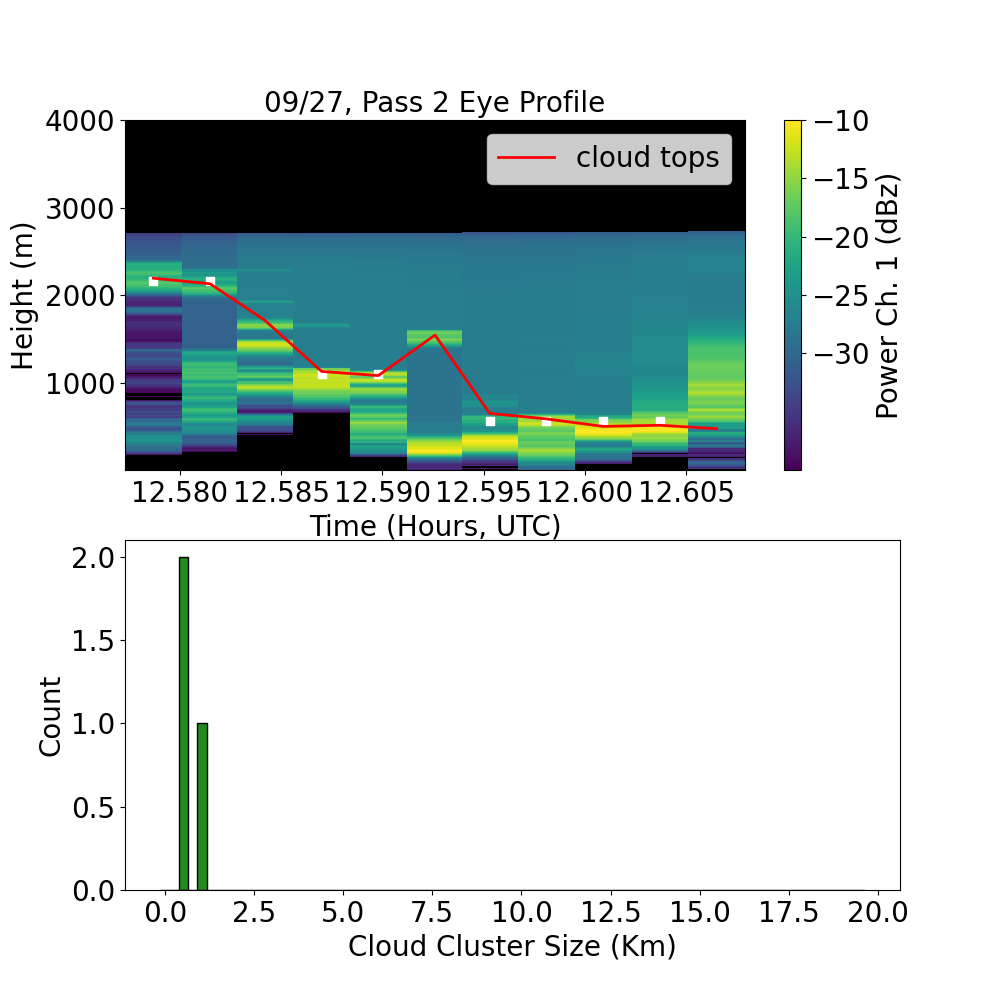 09/27, Pass 2 Eye Profile
4000
3000
2000
1000
Height (m)
cloud tops
−10
−15
−20
−25
−30
Power Ch. 1 (dBz)
12.580 12.585 12.590 12.595 12.600 12.605
Time (Hours, UTC)
2.0
1.5
1.0
0.5
0.0
Count
0.0 2.5 5.0 7.5 10.0 12.5 15.0 17.5 20.0
Cloud Cluster Size (Km)